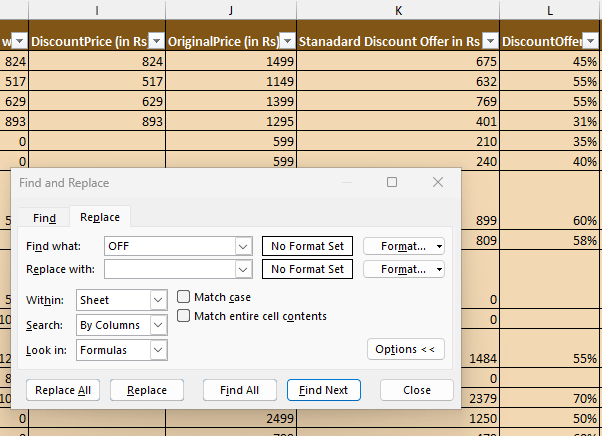 I J K L
w DiscountPrice (in Rs OriginalPrice (in Rs) Stanadard Discount Offer in Rs DiscountOffer
824 824 1499 675 45%
517 517 1149 632 55%
629 629 1399 769 55%
893 893 1295 401 31%
0 599 210 35%
0 599 240 40%
Find and Replace
Find Replace
5 899 60%
Find what: OFF No Format Set Format...
809 58%
Replace with: No Format Set Format...
Within: Sheet Match case
5 0
Search: By Columns Match entire cell contents
10 0
Look in: Formulas Options <<
12 1484 55%
8 0
Replace All Replace Find All Find Next Close
10 2379 70%
0 2499 1250 50%